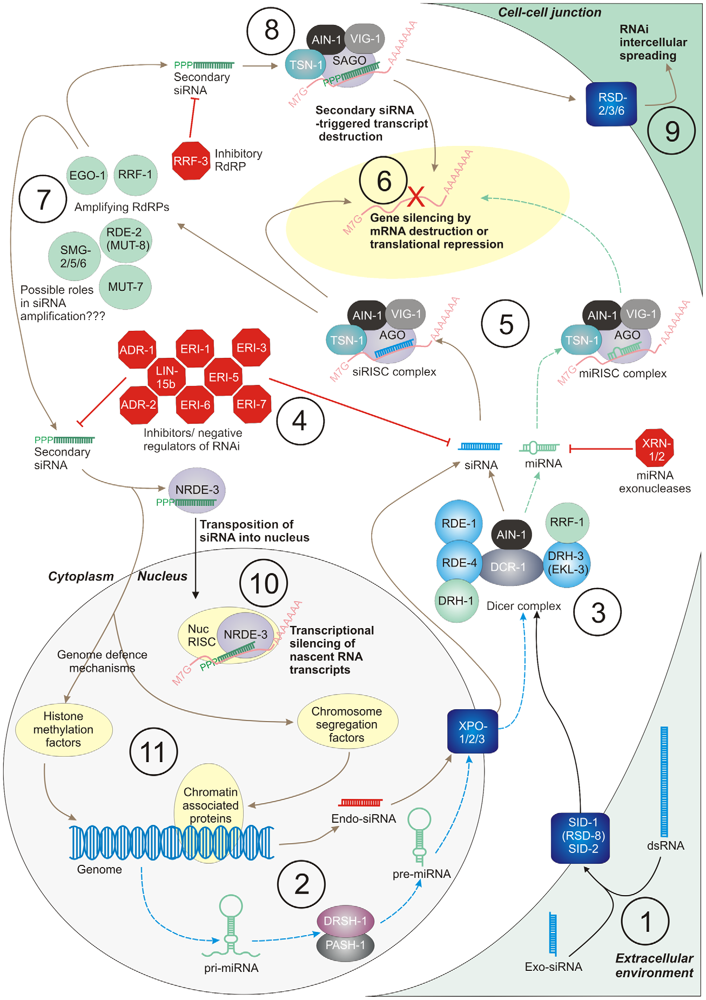 Cell-cell junction
RNAi
intercellular
spreading
8
AIN-1
VIG-1
TSN-1
SAGO
AAAAAAA
PPP
M7G
PPP
Secondary
siRNA
RSD-
2/3/6
9
Secondary siRNA
-triggered transcript
destruction
RRF-3
Inhibitory
RdRP
EGO-1
RRF-1
7
Amplifying RdRPs
RDE-2
(MUT-8)
SMG-
2/5/6
MUT-7
Possible roles
in siRNA
amplification???
6
AAAAAAA
X
M7G
Gene silencing by
mRNA destruction or
translational repression
5
AIN-1
VIG-1
TSN-1
AGO
AAAAAAA
M7G
siRISC complex
AIN-1
VIG-1
TSN-1
AGO
AAAAAAA
M7G
miRISC complex
ADR-1
ERI-1
ERI-3
LIN-
15b
ERI-5
ADR-2
ERI-6
ERI-7
4
Inhibitors/ negative
regulators of RNAi
PPP
Secondary
siRNA
siRNA
miRNA
XRN-
1/2
miRNA
exonucleases
NRDE-3
PPP
Transposition of
siRNA into nucleus
RDE-1
AIN-1
RRF-1
RDE-4
DCR-1
DRH-3
(EKL-3)
DRH-1
Dicer complex
3
Cytoplasm
Nucleus
10
Nuc
RISC
NRDE-3
AAAAAAA
PPP
M7G
Transcriptional
silencing of
nascent RNA
transcripts
Genome defence
mechanisms
Histone
methylation
factors
Chromosome
segregation
factors
XPO-
1/2/3
11
Chromatin
associated
proteins
Endo-siRNA
Genome
2
pre-miRNA
pri-miRNA
DRSH-1
PASH-1
SID-1
(RSD-8)
SID-2
dsRNA
1
Exo-siRNA
Extracellular
environment